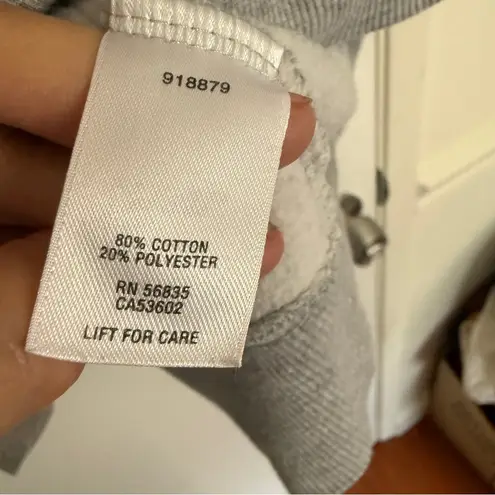 918879
80% COTTON
20% POLYESTER
RN 56835
CA53602
LIFT FOR CARE